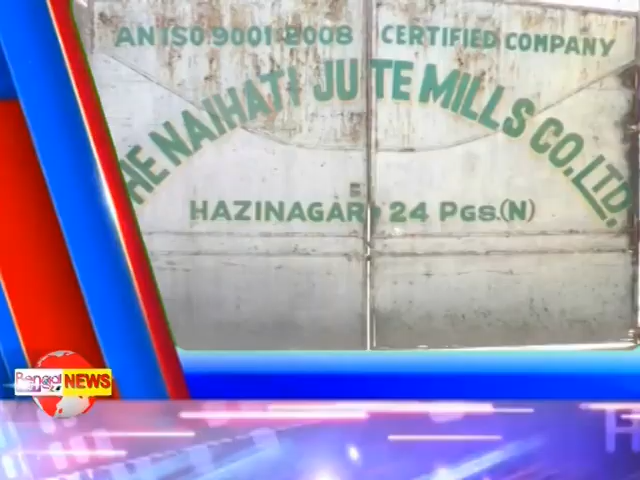 AN ISO 9001-2008 CERTIFIED COMPANY
THE NAIHATI JUTE MILLS CO. LTD.
HAZINAGAR, 24 PGS.(N)
Bengal NEWS
H